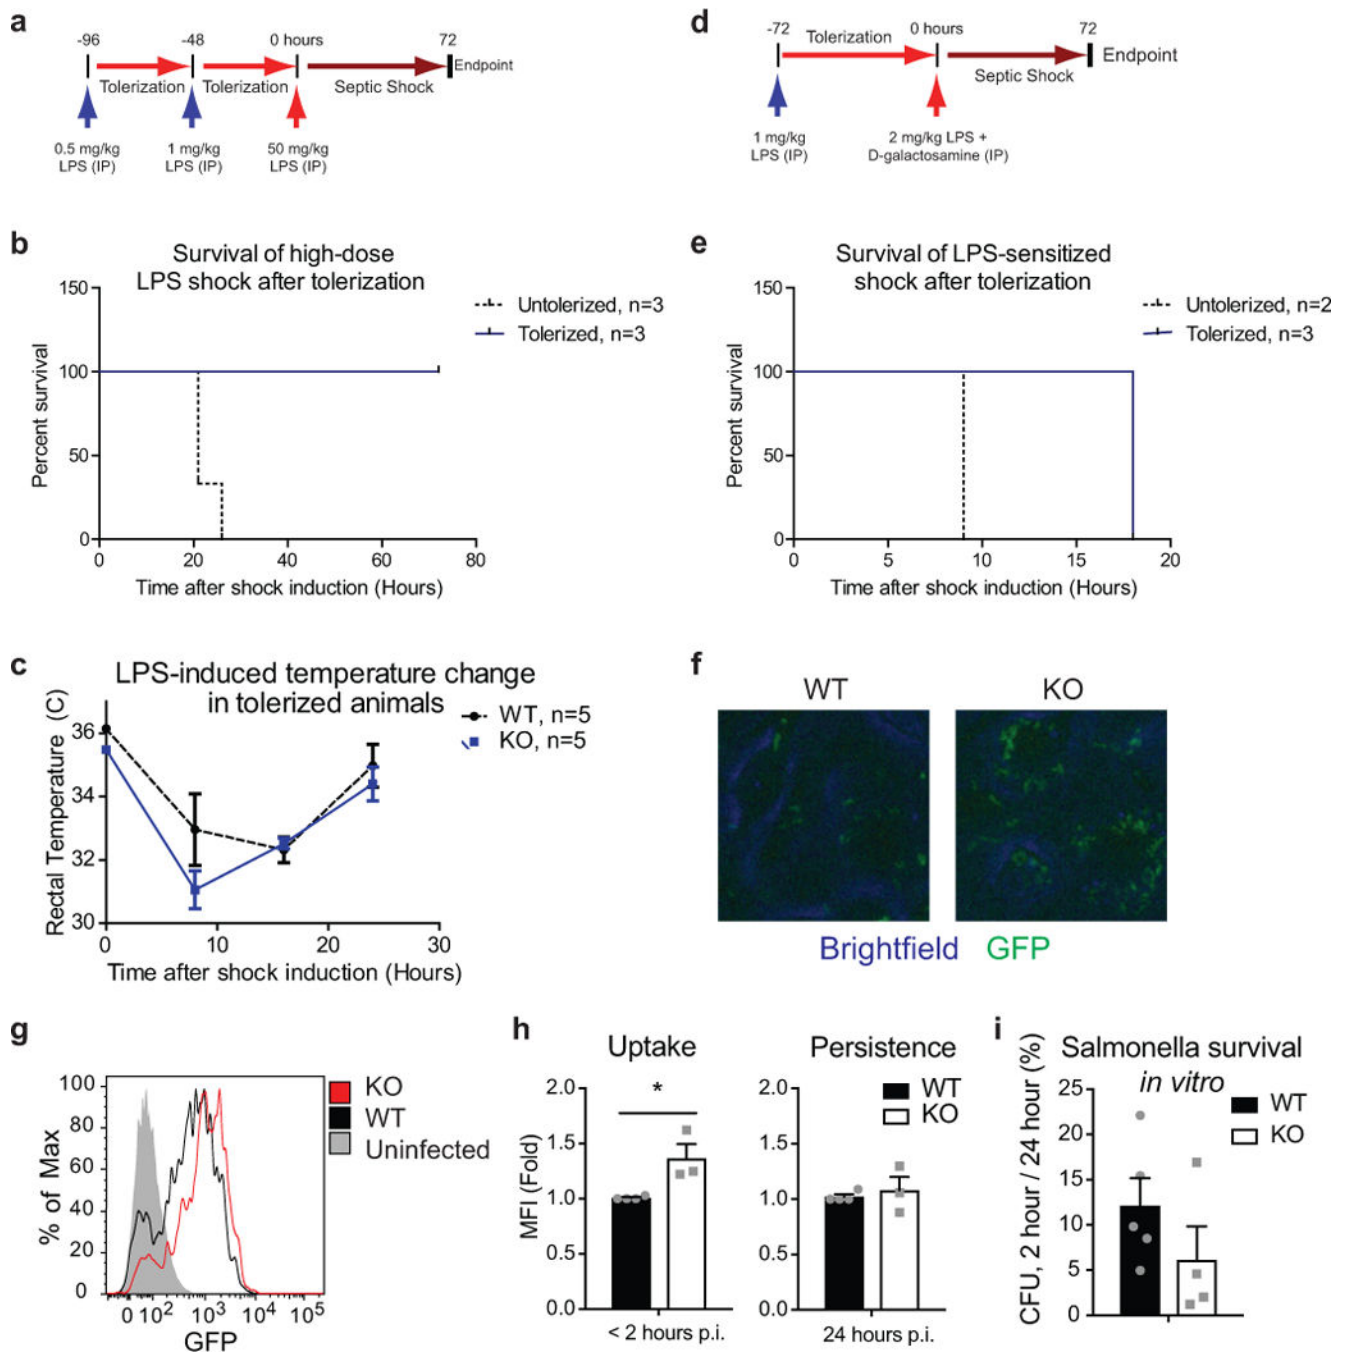 a
-96
-48
0 hours
72
Endpoint
Tolerization
Tolerization
Septic Shock
0.5 mg/kg
LPS (IP)
1 mg/kg
LPS (IP)
50 mg/kg
LPS (IP)
d
-72
Tolerization
0 hours
72
Endpoint
Septic Shock
1 mg/kg
LPS (IP)
2 mg/kg LPS +
D-galactosamine (IP)
b
Survival of high-dose
LPS shock after tolerization
Untolerized, n=3
Tolerized, n=3
Percent survival
150
100
50
0
0 20 40 60 80
Time after shock induction (Hours)
e
Survival of LPS-sensitized
shock after tolerization
Untolerized, n=2
Tolerized, n=3
Percent survival
150
100
50
0
0 5 10 15 20
Time after shock induction (Hours)
c
LPS-induced temperature change
in tolerized animals
WT, n=5
KO, n=5
Rectal Temperature (C)
36
34
32
30
0 10 20 30
Time after shock induction (Hours)
f
WT KO
Brightfield GFP
g
KO
WT
Uninfected
% of Max
100
80
60
40
20
0
0 10² 10³ 10⁴ 10⁵
GFP
h
Uptake
*
MFI (Fold)
2.0
1.5
1.0
0.5
0.0
< 2 hours p.i.
Persistence
WT
KO
2.0
1.5
1.0
0.5
0.0
24 hours p.i.
i
Salmonella survival
in vitro
WT
KO
CFU, 2 hour / 24 hour (%)
25
20
15
10
5
0